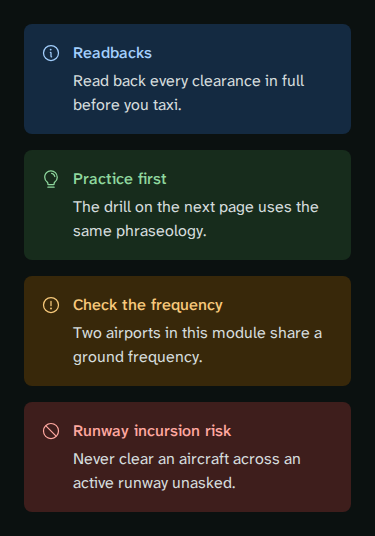 Readbacks
Read back every clearance in full
before you taxi.
Practice first
The drill on the next page uses the
same phraseology.
Check the frequency
Two airports in this module share a
ground frequency.
Runway incursion risk
Never clear an aircraft across an
active runway unasked.